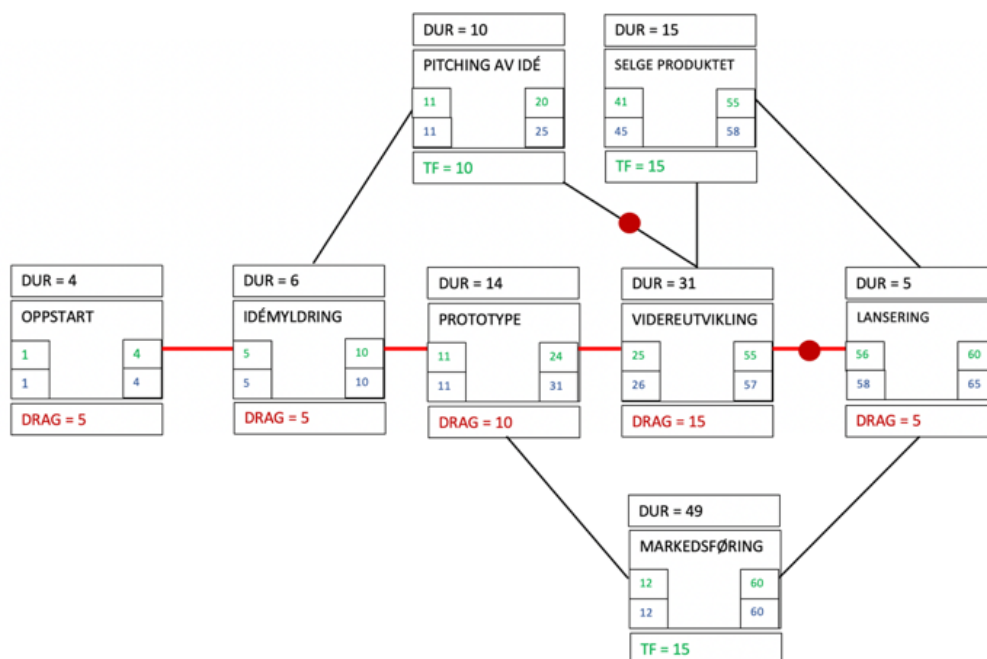 DUR = 10
PITCHING AV IDÉ
11 20
11 25
TF = 10
DUR = 15
SELGE PRODUKTET
41 55
45 58
TF = 15
DUR = 4
OPPSTART
1 4
1 4
DRAG = 5
DUR = 6
IDÉMYLDRING
5 10
5 10
DRAG = 5
DUR = 14
PROTOTYPE
11 24
11 31
DRAG = 10
DUR = 31
VIDEREUTVIKLING
25 55
26 57
DRAG = 15
DUR = 5
LANSERING
56 60
58 65
DRAG = 5
DUR = 49
MARKEDSFØRING
12 60
12 60
TF = 15